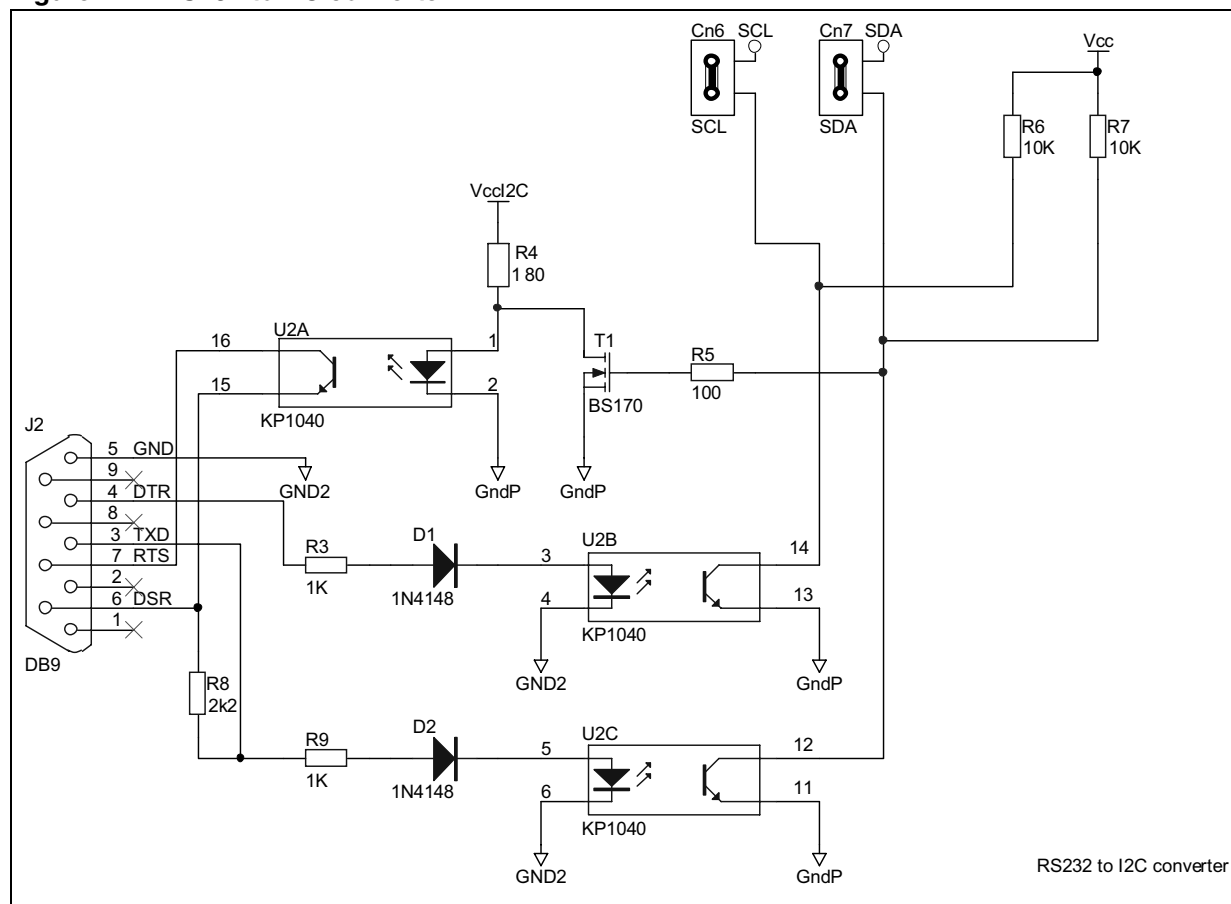 Cn6 SCL
Cn7 SDA
Vcc
SCL
SDA
R6
10K
R7
10K
VccI2C
R4
1 80
U2A
16
1
15
2
KP1040
T1
BS170
R5
100
J2
5 GND
9
4 DTR
8
3 TXD
7 RTS
2
6 DSR
1
DB9
GND2
GndP
GndP
R3
1K
D1
1N4148
U2B
3
14
4
13
KP1040
GND2
GndP
R8
2k2
R9
1K
D2
1N4148
U2C
5
12
6
11
KP1040
GND2
GndP
RS232 to I2C converter